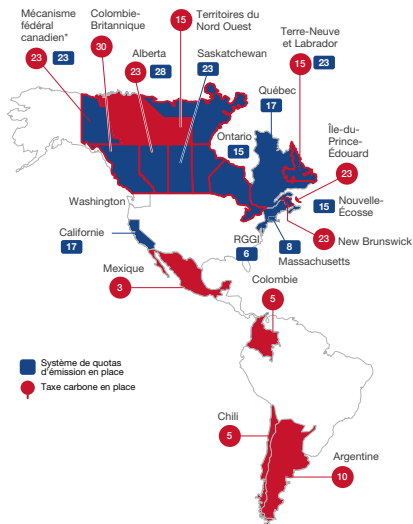 Mécanisme
fédéral
canadien*
23 23
Colombie-
Britannique
30
Alberta
23 28
15
Territoires du
Nord Ouest
Saskatchewan
23
Terre-Neuve
et Labrador
15 23
Québec
17
Ontario
15
Île-du-
Prince-
Édouard
23
15
Nouvelle-
Écosse
23
New Brunswick
8
Massachusetts
RGGI
6
Washington
Californie
17
Mexique
3
Colombie
5
Système de quotas
d'émission en place
Taxe carbone en place
Chili
5
Argentine
10